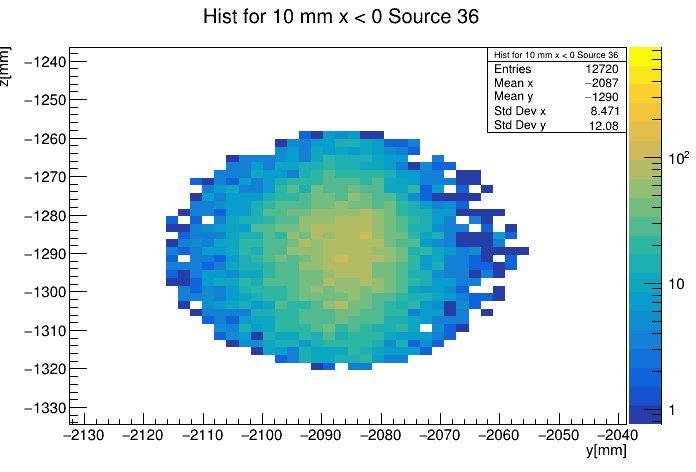 Hist for 10 mm x < 0 Source 36
z[mm]
Hist for 10 mm x < 0 Source 36
Entries 12720
Mean x −2087
Mean y −1290
Std Dev x 8.471
Std Dev y 12.08
−1240
−1250
−1260
−1270
−1280
−1290
−1300
−1310
−1320
−1330
10²
10
1
−2130 −2120 −2110 −2100 −2090 −2080 −2070 −2060 −2050 −2040
y[mm]